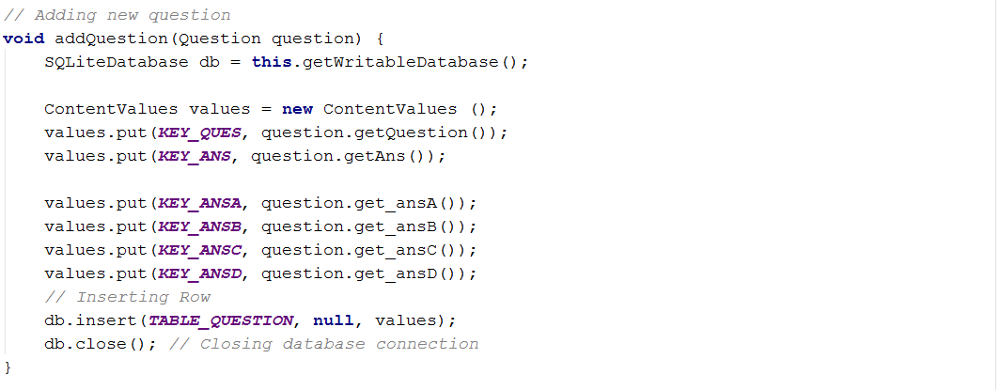 // Adding new question
void addQuestion(Question question) {
SQLiteDatabase db = this.getWritableDatabase();
ContentValues values = new ContentValues ();
values.put(KEY_QUES, question.getQuestion());
values.put(KEY_ANS, question.getAns());
values.put(KEY_ANSA, question.get_ansA());
values.put(KEY_ANSB, question.get_ansB());
values.put(KEY_ANSC, question.get_ansC());
values.put(KEY_ANSD, question.get_ansD());
// Inserting Row
db.insert(TABLE_QUESTION, null, values);
db.close(); // Closing database connection
}